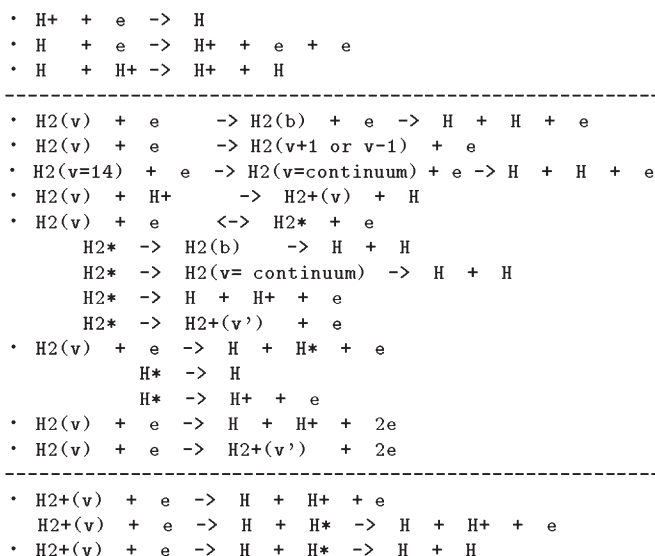 · H+ + e -> H
· H + e -> H+ + e + e
· H + H+ -> H+ + H
------------------------------------------------------------
· H2(v) + e -> H2(b) + e -> H + H + e
· H2(v) + e -> H2(v+1 or v-1) + e
· H2(v=14) + e -> H2(v=continuum) + e -> H + H + e
· H2(v) + H+ -> H2+(v) + H
· H2(v) + e <-> H2* + e
H2* -> H2(b) -> H + H
H2* -> H2(v= continuum) -> H + H
H2* -> H + H+ + e
H2* -> H2+(v’) + e
· H2(v) + e -> H + H* + e
H* -> H
H* -> H+ + e
· H2(v) + e -> H + H+ + 2e
· H2(v) + e -> H2+(v’) + 2e
------------------------------------------------------------
· H2+(v) + e -> H + H+ + e
H2+(v) + e -> H + H* -> H + H+ + e
· H2+(v) + e -> H + H* -> H + H